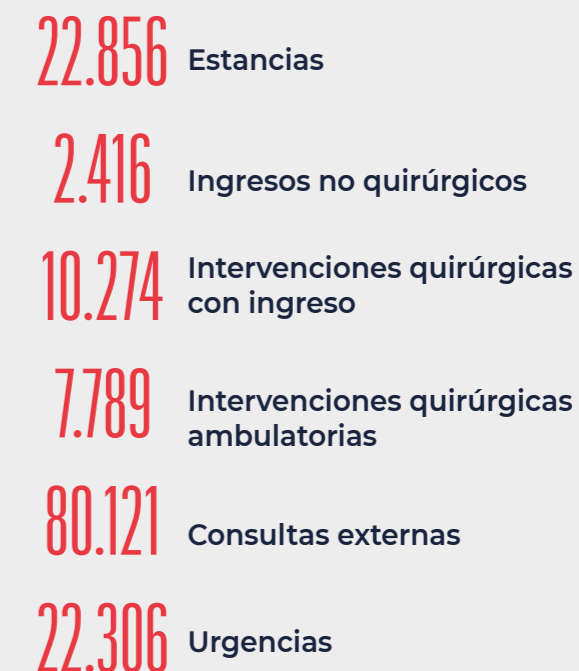 22.856 Estancias
2.416 Ingresos no quirúrgicos
10.274 Intervenciones quirúrgicas
con ingreso
7.789 Intervenciones quirúrgicas
ambulatorias
80.121 Consultas externas
22.306 Urgencias